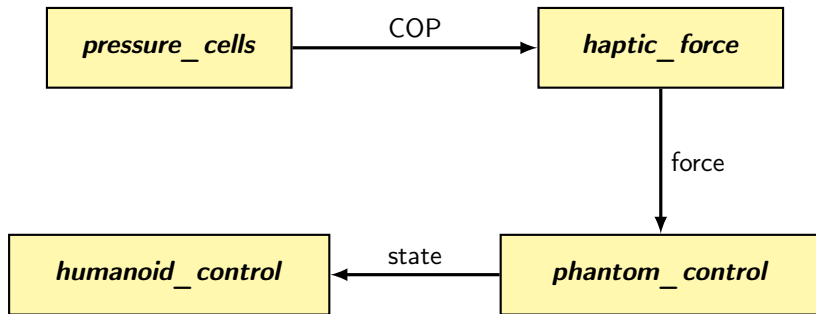 pressure_cells
COP
haptic_force
force
humanoid_control
state
phantom_control